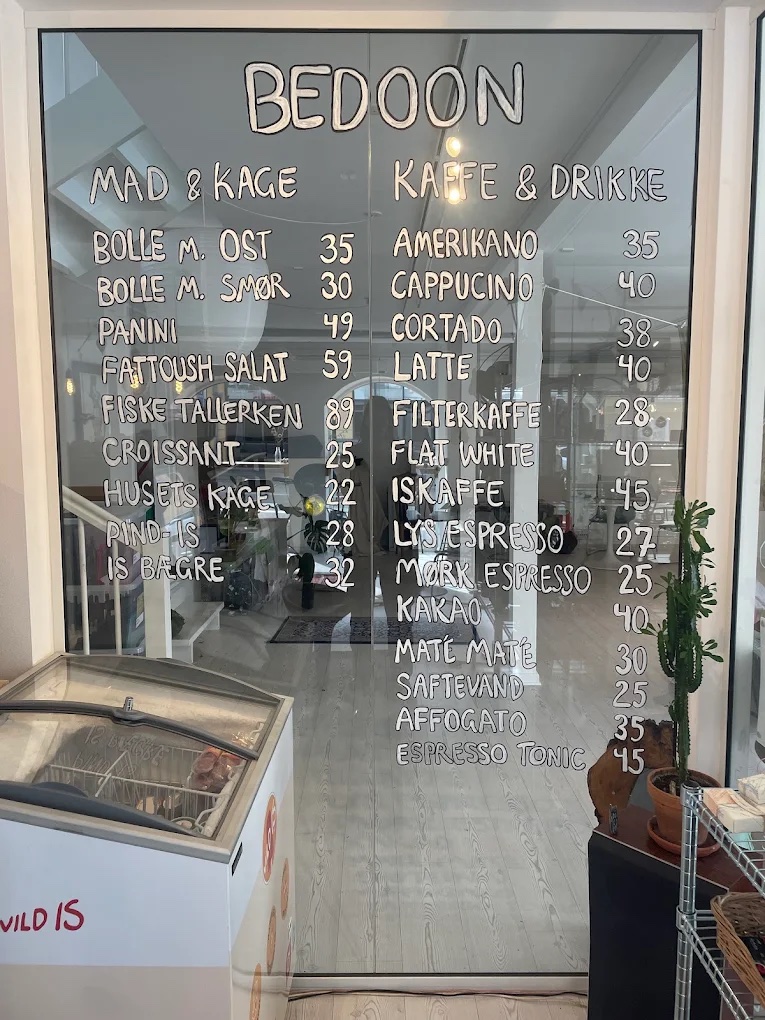 BEDOON
MAD & KAGE
BOLLE M. OST 35
BOLLE M. SMØR 30
PANINI 49
FATTOUSH SALAT 59
FISKE TALLERKEN 89
CROISSANT 25
HUSETS KAGE 22
PIND-IS 28
IS BÆGRE 32
KAFFE & DRIKKE
AMERIKANO 35
CAPPUCINO 40
CORTADO 38
LATTE 40
FILTERKAFFE 28
FLAT WHITE 40
ISKAFFE 45
LYS ESPRESSO 27
MØRK ESPRESSO 25
KAKAO 40
MATÉ MATÉ 30
SAFTEVAND 25
AFFOGATO 35
ESPRESSO TONIC 45
VILD IS